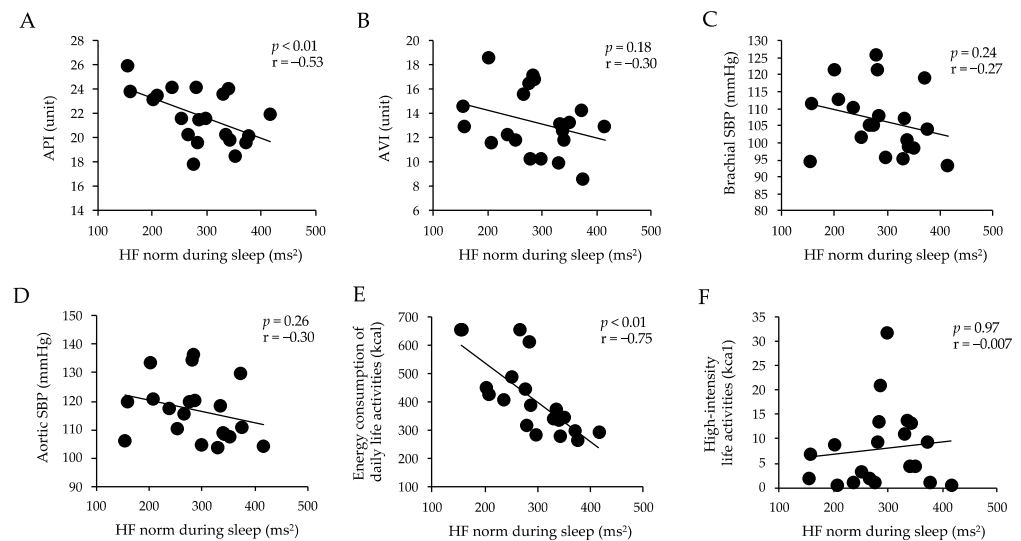 A
API (unit)
28
26
24
22
20
18
16
14
p < 0.01
r = −0.53
100 200 300 400 500
HF norm during sleep (ms²)
B
AVI (unit)
20
18
16
14
12
10
8
6
p = 0.18
r = −0.30
100 200 300 400 500
HF norm during sleep (ms²)
C
Brachial SBP (mmHg)
130
125
120
115
110
105
100
95
90
85
80
p = 0.24
r = −0.27
100 200 300 400 500
HF norm during sleep (ms²)
D
Aortic SBP (mmHg)
150
140
130
120
110
100
90
p = 0.26
r = −0.30
100 200 300 400 500
HF norm during sleep (ms²)
E
Energy consumption of
daily life activities (kcal)
700
600
500
400
300
200
100
p < 0.01
r = −0.75
100 200 300 400 500
HF norm during sleep (ms²)
F
High-intensity
life activities (kca1)
35
30
25
20
15
10
5
0
p = 0.97
r = −0.007
100 200 300 400 500
HF norm during sleep (ms²)